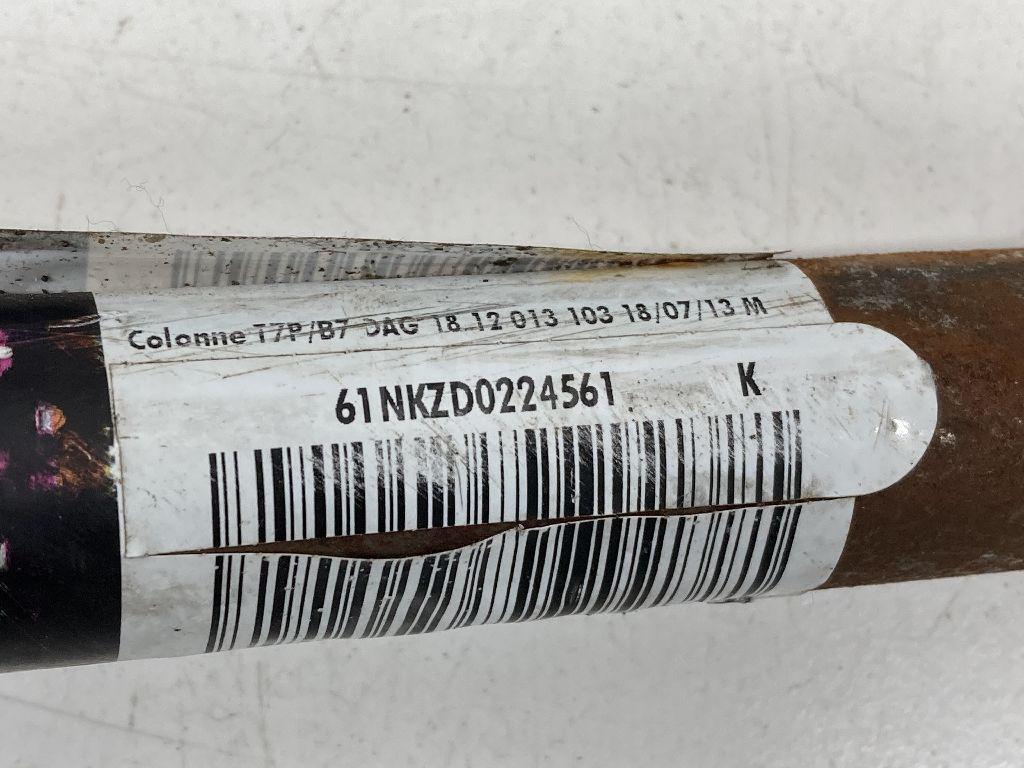 Colonne T7P/B7 DAG 18 12 013 103 18/07/13 M
61NKZD0224561 K